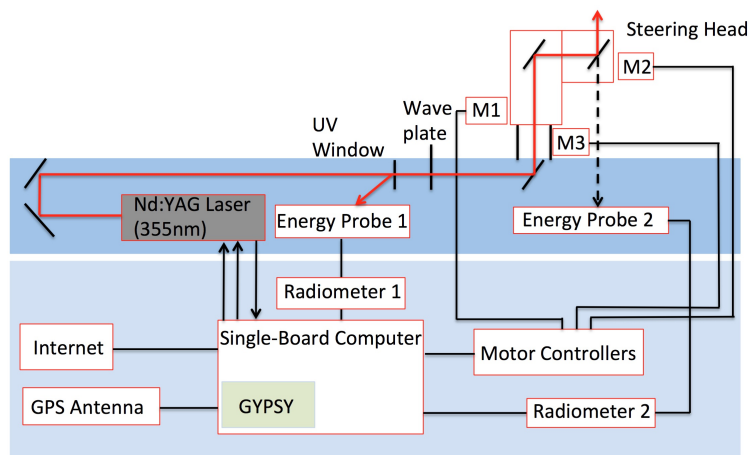 Steering Head
M2
M1
Wave
plate
UV
Window
M3
Nd:YAG Laser
(355nm)
Energy Probe 1
Energy Probe 2
Radiometer 1
Single-Board Computer
Internet
Motor Controllers
GPS Antenna
GYPSY
Radiometer 2